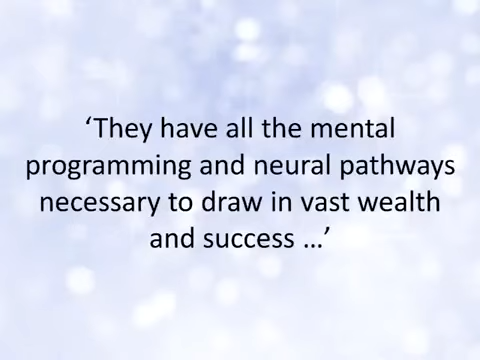 ‘They have all the mental
programming and neural pathways
necessary to draw in vast wealth
and success …’